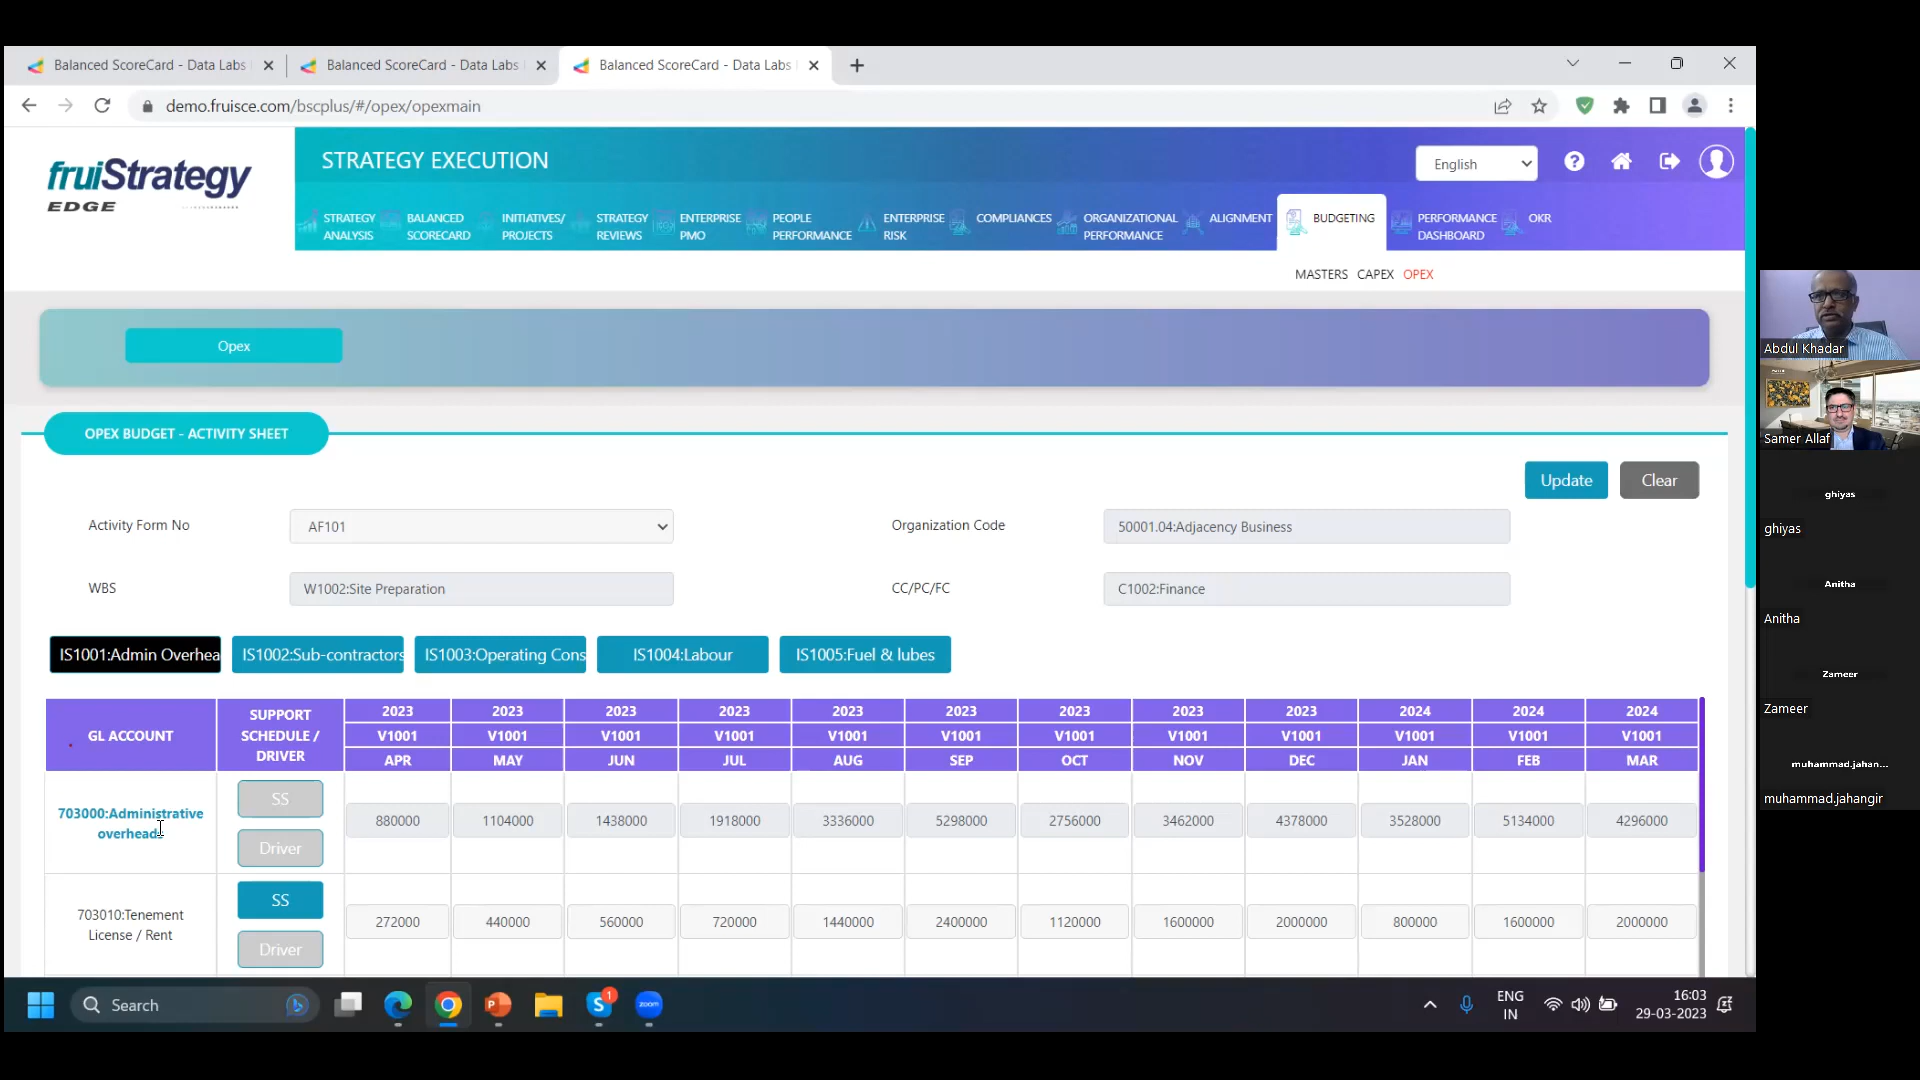 Balanced ScoreCard - Data Labs
Balanced ScoreCard - Data Labs
Balanced ScoreCard - Data Labs
demo.fruisce.com/bscplus/#/opex/opexmain
fruiStrategy
EDGE
STRATEGY EXECUTION
English
STRATEGY ANALYSIS
BALANCED SCORECARD
INITIATIVES/ PROJECTS
STRATEGY REVIEWS
ENTERPRISE PMO
PEOPLE PERFORMANCE
ENTERPRISE RISK
COMPLIANCES
ORGANIZATIONAL PERFORMANCE
ALIGNMENT
BUDGETING
PERFORMANCE DASHBOARD
OKR
MASTERS CAPEX OPEX
Opex
OPEX BUDGET - ACTIVITY SHEET
Update Clear
Activity Form No AF101 Organization Code 50001.04:Adjacency Business
WBS W1002:Site Preparation CC/PC/FC C1002:Finance
IS1001:Admin Overhea IS1002:Sub-contractors IS1003:Operating Cons IS1004:Labour IS1005:Fuel & lubes
GL ACCOUNT
SUPPORT SCHEDULE / DRIVER
2023 2023 2023 2023 2023 2023 2023 2023 2023 2024 2024 2024
V1001 V1001 V1001 V1001 V1001 V1001 V1001 V1001 V1001 V1001 V1001 V1001
APR MAY JUN JUL AUG SEP OCT NOV DEC JAN FEB MAR
703000:Administrative overheads
SS
Driver
880000 1104000 1438000 1918000 3336000 5298000 2756000 3462000 4378000 3528000 5134000 4296000
703010:Tenement License / Rent
SS
Driver
272000 440000 560000 720000 1440000 2400000 1120000 1600000 2000000 800000 1600000 2000000
Search
P
S
1
zoom
ENG
IN
16:03
29-03-2023
Abdul Khadar
Samer Allaf
ghiyas
ghiyas
Anitha
Anitha
Zameer
Zameer
muhammad.jahan...
muhammad.jahangir